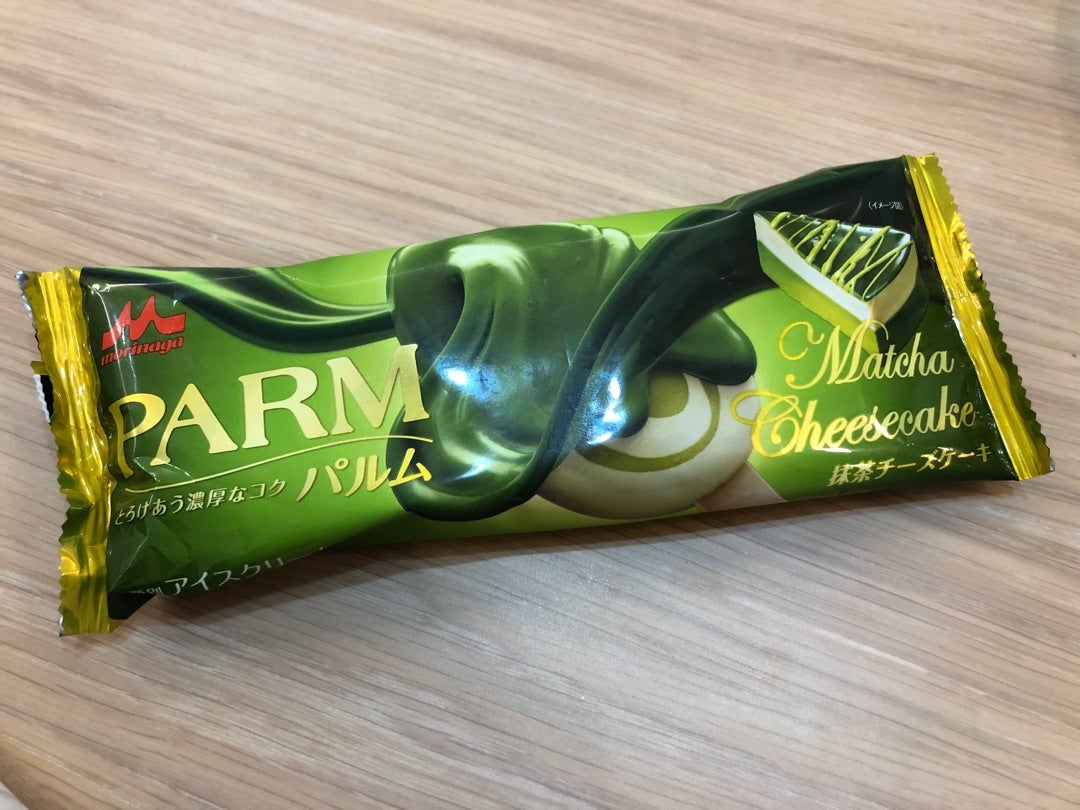 morinaga
PARM
パルム
とろけあう濃厚なコク
アイスクリ
(イメージ図)
Matcha
Cheesecake
抹茶チーズケーキ